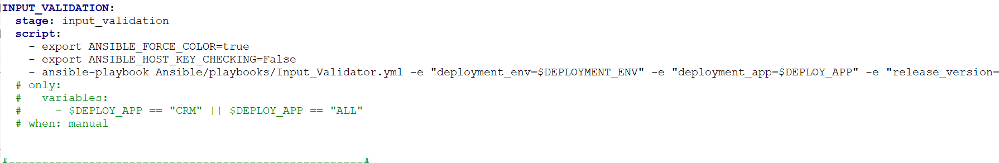 INPUT_VALIDATION:
  stage: input_validation
  script:
    - export ANSIBLE_FORCE_COLOR=true
    - export ANSIBLE_HOST_KEY_CHECKING=False
    - ansible-playbook Ansible/playbooks/Input_Validator.yml -e "deployment_env=$DEPLOYMENT_ENV" -e "deployment_app=$DEPLOY_APP" -e "release_version=
  # only:
  #   variables:
  #     - $DEPLOY_APP == "CRM" || $DEPLOY_APP == "ALL"
  # when: manual
#-----------------------------------------------------#